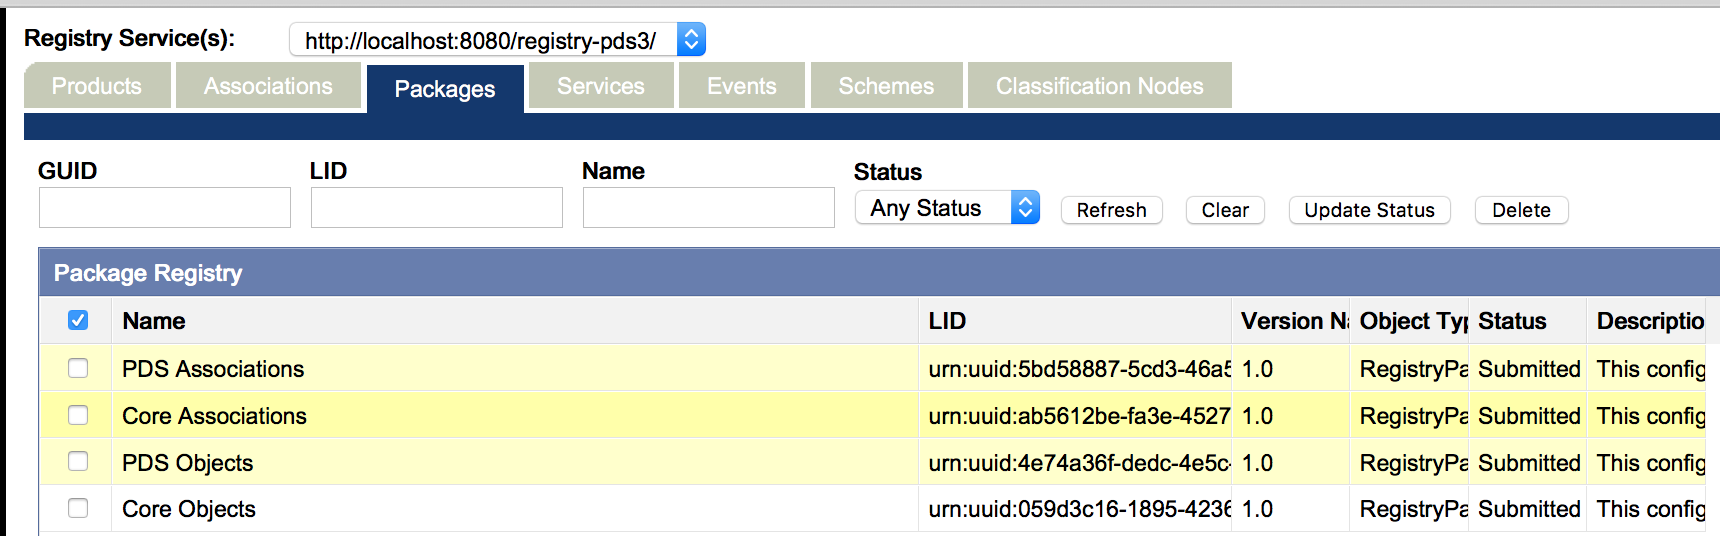 Registry Service(s): http://localhost:8080/registry-pds3/
Products Associations Packages Services Events Schemes Classification Nodes
GUID LID Name Status
Any Status Refresh Clear Update Status Delete
Package Registry
Name LID Version Na Object Typ Status Descriptio
PDS Associations urn:uuid:5bd58887-5cd3-46a5 1.0 RegistryPa Submitted This config
Core Associations urn:uuid:ab5612be-fa3e-4527 1.0 RegistryPa Submitted This config
PDS Objects urn:uuid:4e74a36f-dedc-4e5c- 1.0 RegistryPa Submitted This config
Core Objects urn:uuid:059d3c16-1895-4236 1.0 RegistryPa Submitted This config